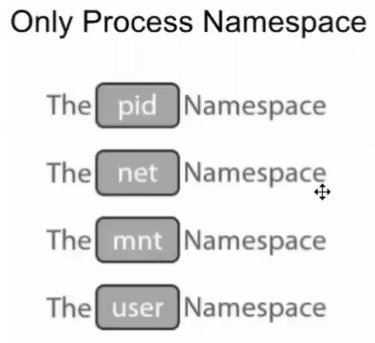 Only Process Namespace
The pid Namespace
The net Namespace
The mnt Namespace
The user Namespace